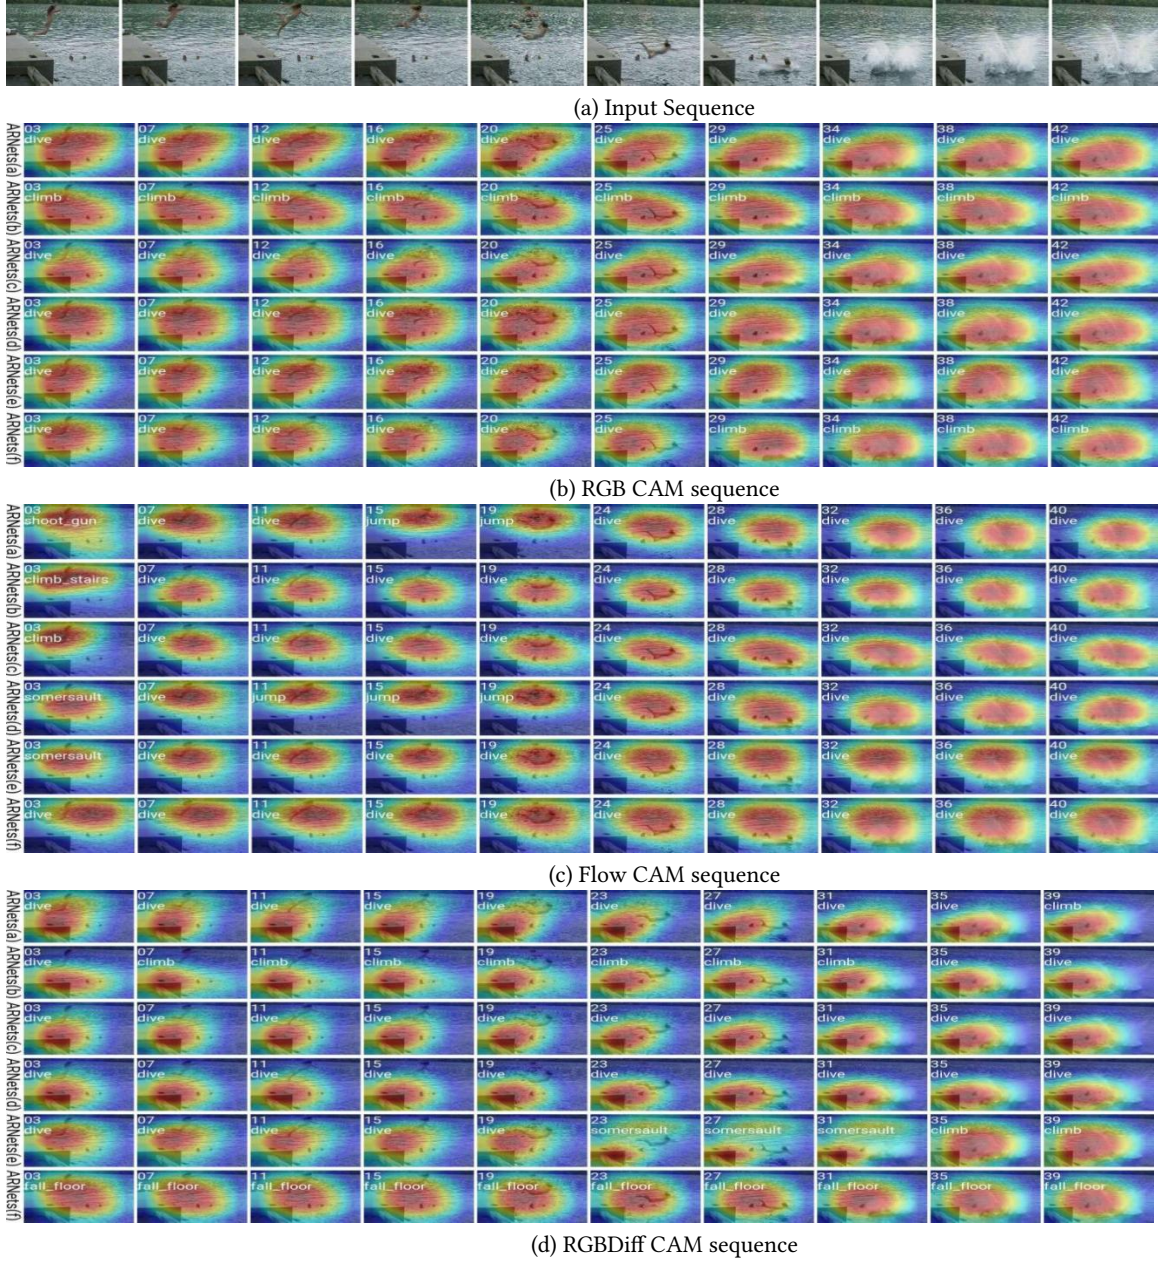 (a) Input Sequence
ARNets(a)
03 07 12 16 20 25 29 34 38 42
dive dive dive dive dive dive dive dive dive dive
ARNets(b)
03 07 12 16 20 25 29 34 38 42
climb climb climb climb climb climb climb climb climb climb
ARNets(c)
03 07 12 16 20 25 29 34 38 42
dive dive dive dive dive dive dive dive dive dive
ARNets(d)
03 07 12 16 20 25 29 34 38 42
dive dive dive dive dive dive dive dive dive dive
ARNets(e)
03 07 12 16 20 25 29 34 38 42
dive dive dive dive dive dive dive dive dive dive
ARNets(f)
03 07 12 16 20 25 29 34 38 42
dive dive dive dive dive dive climb climb climb climb
(b) RGB CAM sequence
ARNets(a)
03 07 11 15 19 24 28 32 36 40
shoot_gun dive dive jump jump dive dive dive dive dive
ARNets(b)
03 07 11 15 19 24 28 32 36 40
climb_stairs dive dive dive dive dive dive dive dive dive
ARNets(c)
03 07 11 15 19 24 28 32 36 40
climb dive dive dive dive dive dive dive dive dive
ARNets(d)
03 07 11 15 19 24 28 32 36 40
somersault dive jump jump jump dive dive dive dive dive
ARNets(e)
03 07 11 15 19 24 28 32 36 40
somersault dive dive dive dive dive dive dive dive dive
ARNets(f)
03 07 11 15 19 24 28 32 36 40
dive dive dive dive dive dive dive dive dive dive
(c) Flow CAM sequence
ARNets(a)
03 07 11 15 19 23 27 31 35 39
dive dive dive dive dive dive dive dive dive climb
ARNets(b)
03 07 11 15 19 23 27 31 35 39
dive climb climb climb climb climb climb climb dive dive
ARNets(c)
03 07 11 15 19 23 27 31 35 39
dive dive dive dive dive dive dive dive dive dive
ARNets(d)
03 07 11 15 19 23 27 31 35 39
dive dive dive dive dive dive dive dive dive dive
ARNets(e)
03 07 11 15 19 23 27 31 35 39
dive dive dive dive dive somersault somersault somersault climb climb
ARNets(f)
03 07 11 15 19 23 27 31 35 39
fall_floor fall_floor fall_floor fall_floor fall_floor fall_floor fall_floor fall_floor fall_floor fall_floor
(d) RGBDiff CAM sequence